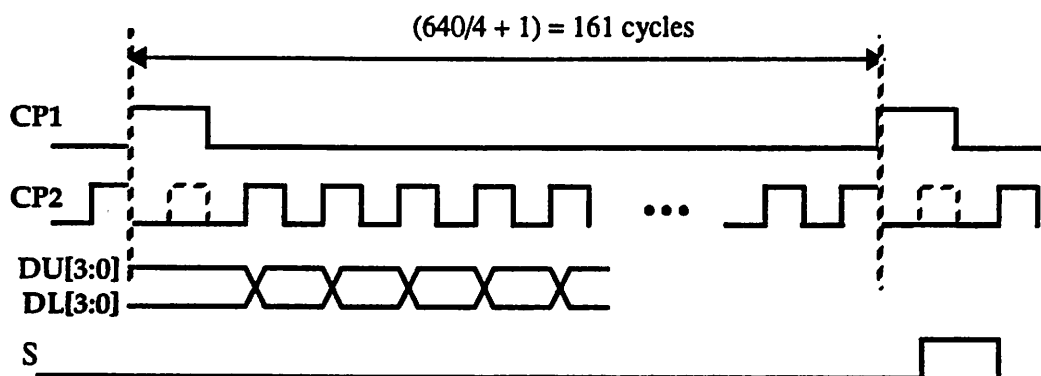 (640/4 + 1) = 161 cycles
CP1
CP2
•••
DU[3:0]
DL[3:0]
S